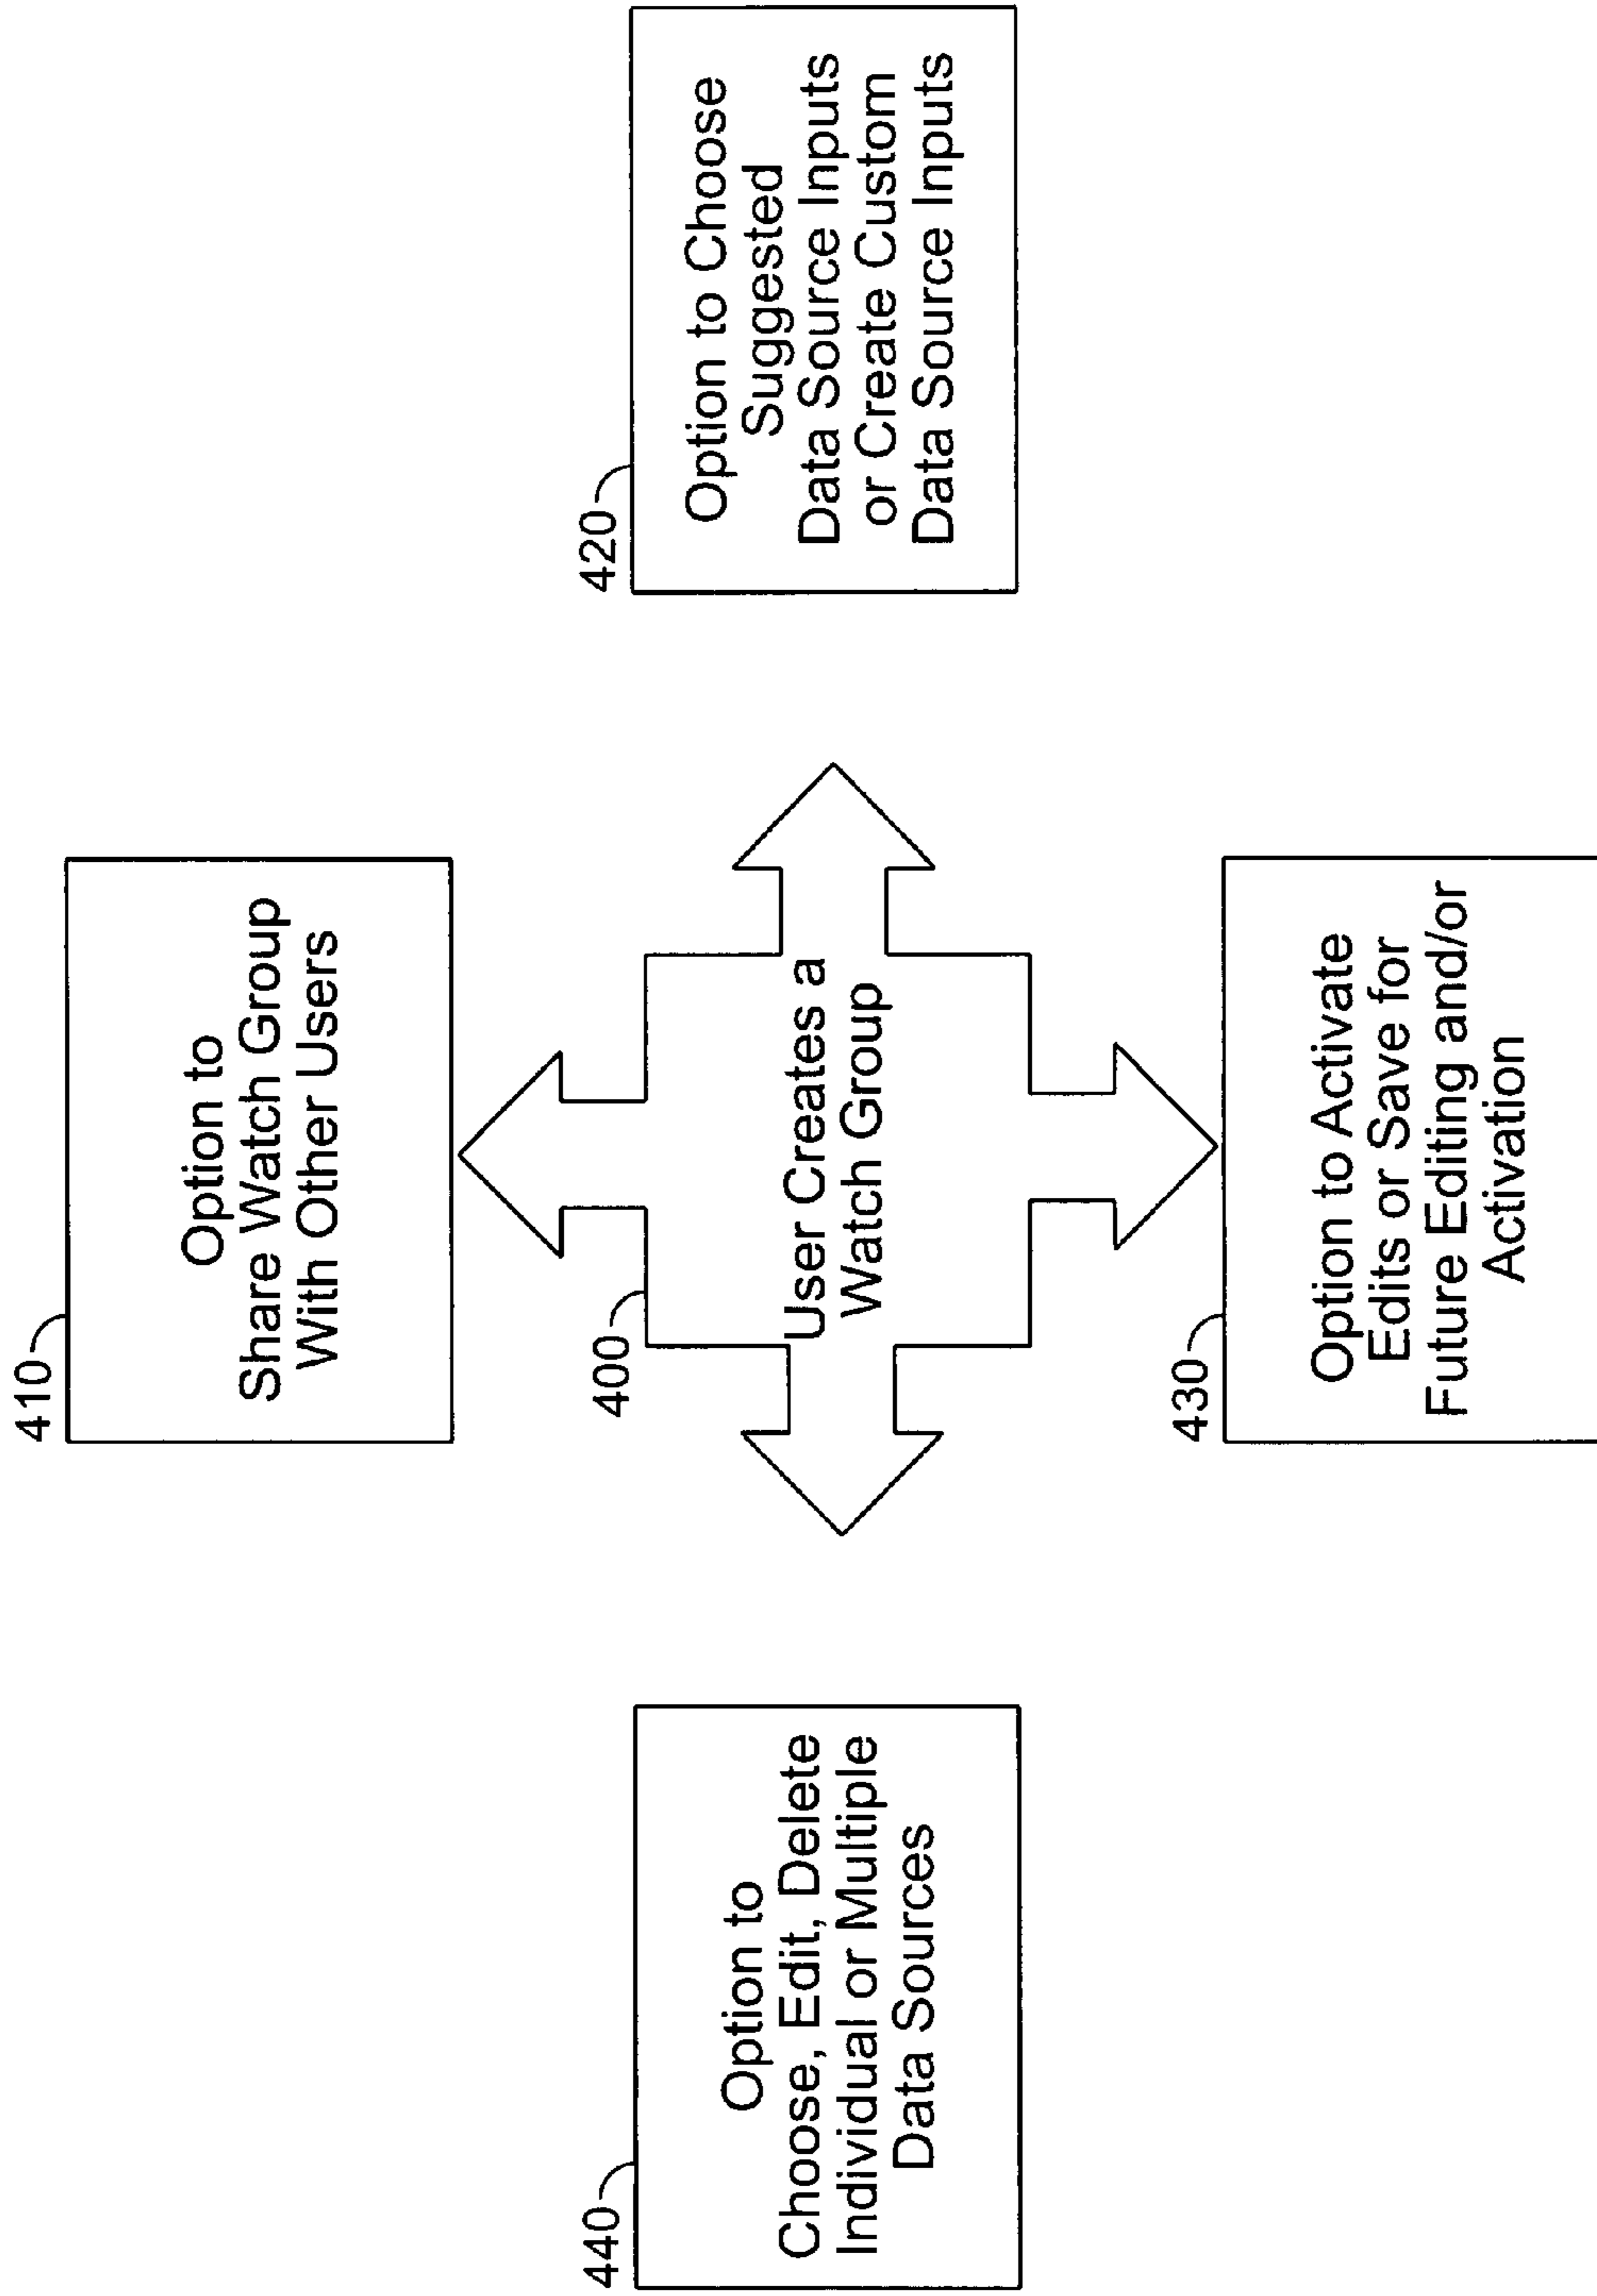 410
Option to
Share Watch Group
With Other Users
440
Option to
Choose, Edit, Delete
Individual or Multiple
Data Sources
400
User Creates a
Watch Group
420
Option to Choose
Suggested
Data Source Inputs
or Create Custom
Data Source Inputs
430
Option to Activate
Edits or Save for
Future Editing and/or
Activation